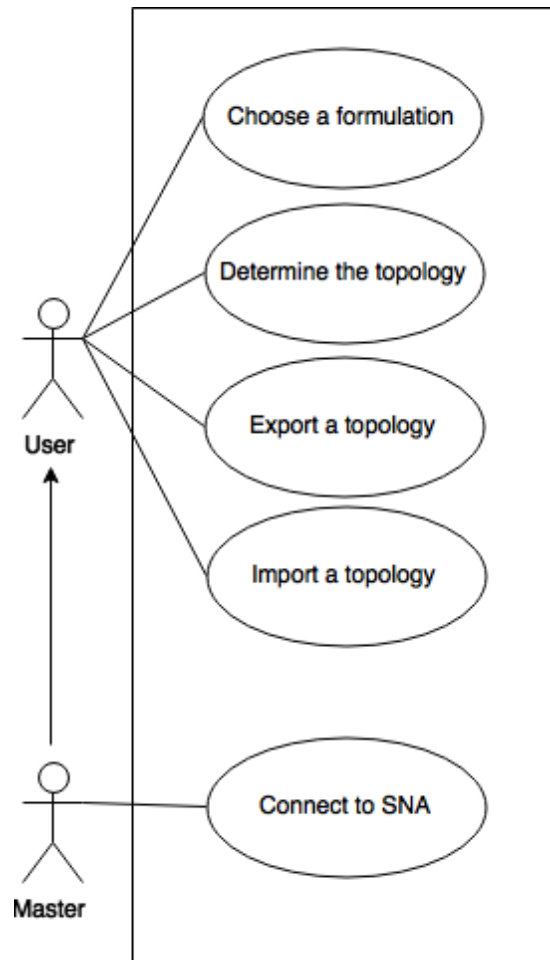 Choose a formulation
Determine the topology
Export a topology
User
Import a topology
Connect to SNA
Master